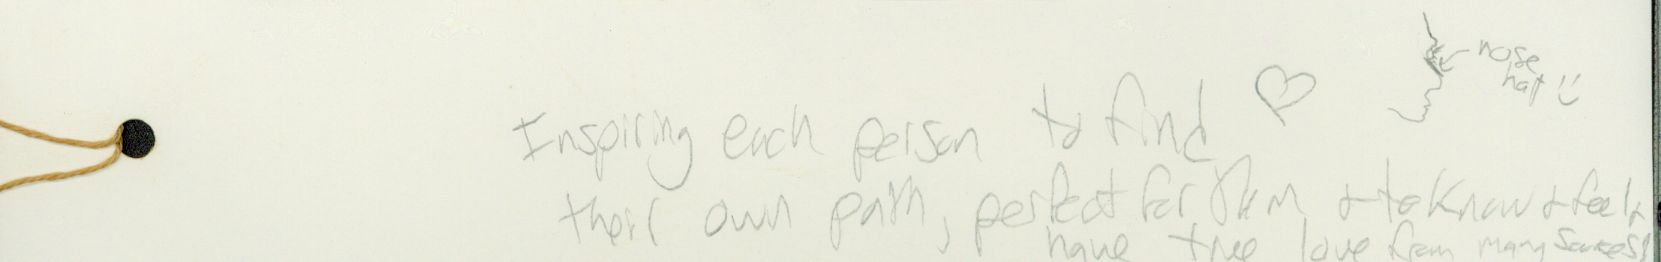 Inspiring each person to find ♡
their own path, perfect for them & to know & feel &
have true love from many sources!
nose
hair :)